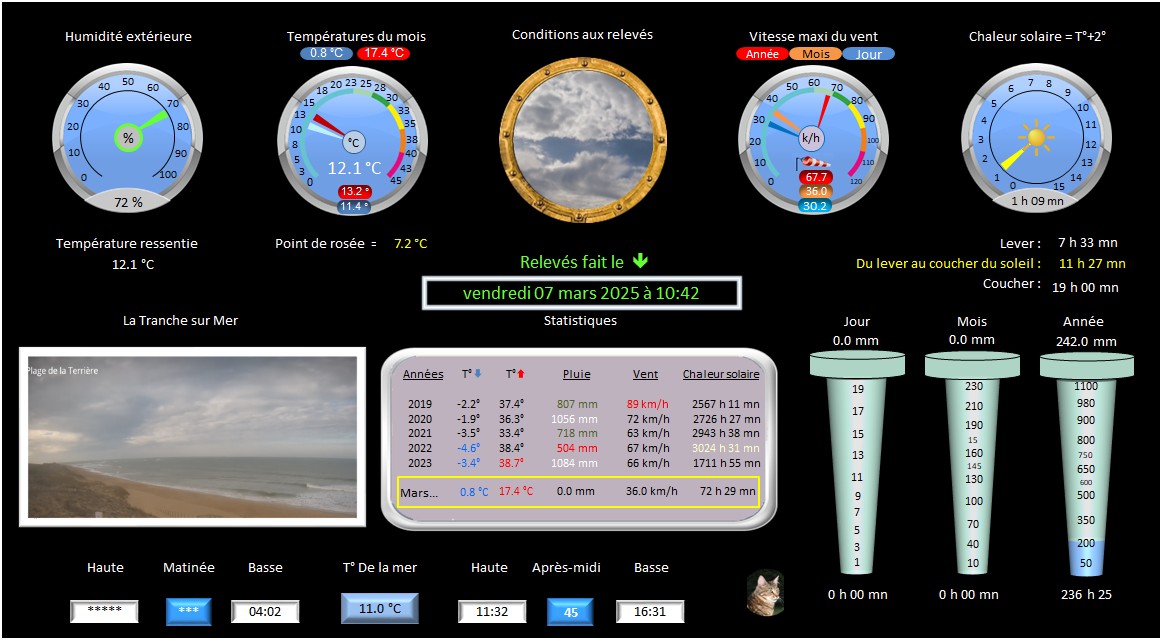 Humidité extérieure
Températures du mois
0.8 °C 17.4 °C
Conditions aux relevés
Vitesse maxi du vent
Année Mois Jour
Chaleur solaire = T°+2°
0 10 20 30 40 50 60 70 80 90 100
%
72 %
0 3 5 8 10 13 15 18 20 23 25 28 30 33 35 38 40 43 45
°C
12.1 °C
13.2 °
11.4 °
0 10 20 30 40 50 60 70 80 90 100 110 120
k/h
67.7
36.0
30.2
0 1 2 3 4 5 6 7 8 9 10 11 12 13 14 15
1 h 09 mn
Température ressentie
12.1 °C
Point de rosée = 7.2 °C
Relevés fait le
vendredi 07 mars 2025 à 10:42
Lever : 7 h 33 mn
Du lever au coucher du soleil : 11 h 27 mn
Coucher : 19 h 00 mn
La Tranche sur Mer
Plage de la Terrière
Statistiques
Années T° T° Pluie Vent Chaleur solaire
2019 -2.2° 37.4° 807 mm 89 km/h 2567 h 11 mn
2020 -1.9° 36.3° 1056 mm 72 km/h 2726 h 27 mn
2021 -3.5° 33.4° 718 mm 63 km/h 2943 h 38 mn
2022 -4.6° 38.4° 504 mm 67 km/h 3024 h 31 mn
2023 -3.4° 38.7° 1084 mm 66 km/h 1711 h 55 mn
Mars... 0.8 °C 17.4 °C 0.0 mm 36.0 km/h 72 h 29 mn
Jour
0.0 mm
19
17
15
13
11
9
7
5
3
1
0 h 00 mn
Mois
0.0 mm
230
210
190
15
160
145
130
100
70
40
10
0 h 00 mn
Année
242.0 mm
1100
980
900
800
750
650
600
500
350
200
50
236 h 25
Haute Matinée Basse
***** *** 04:02
T° De la mer
11.0 °C
Haute Après-midi Basse
11:32 45 16:31